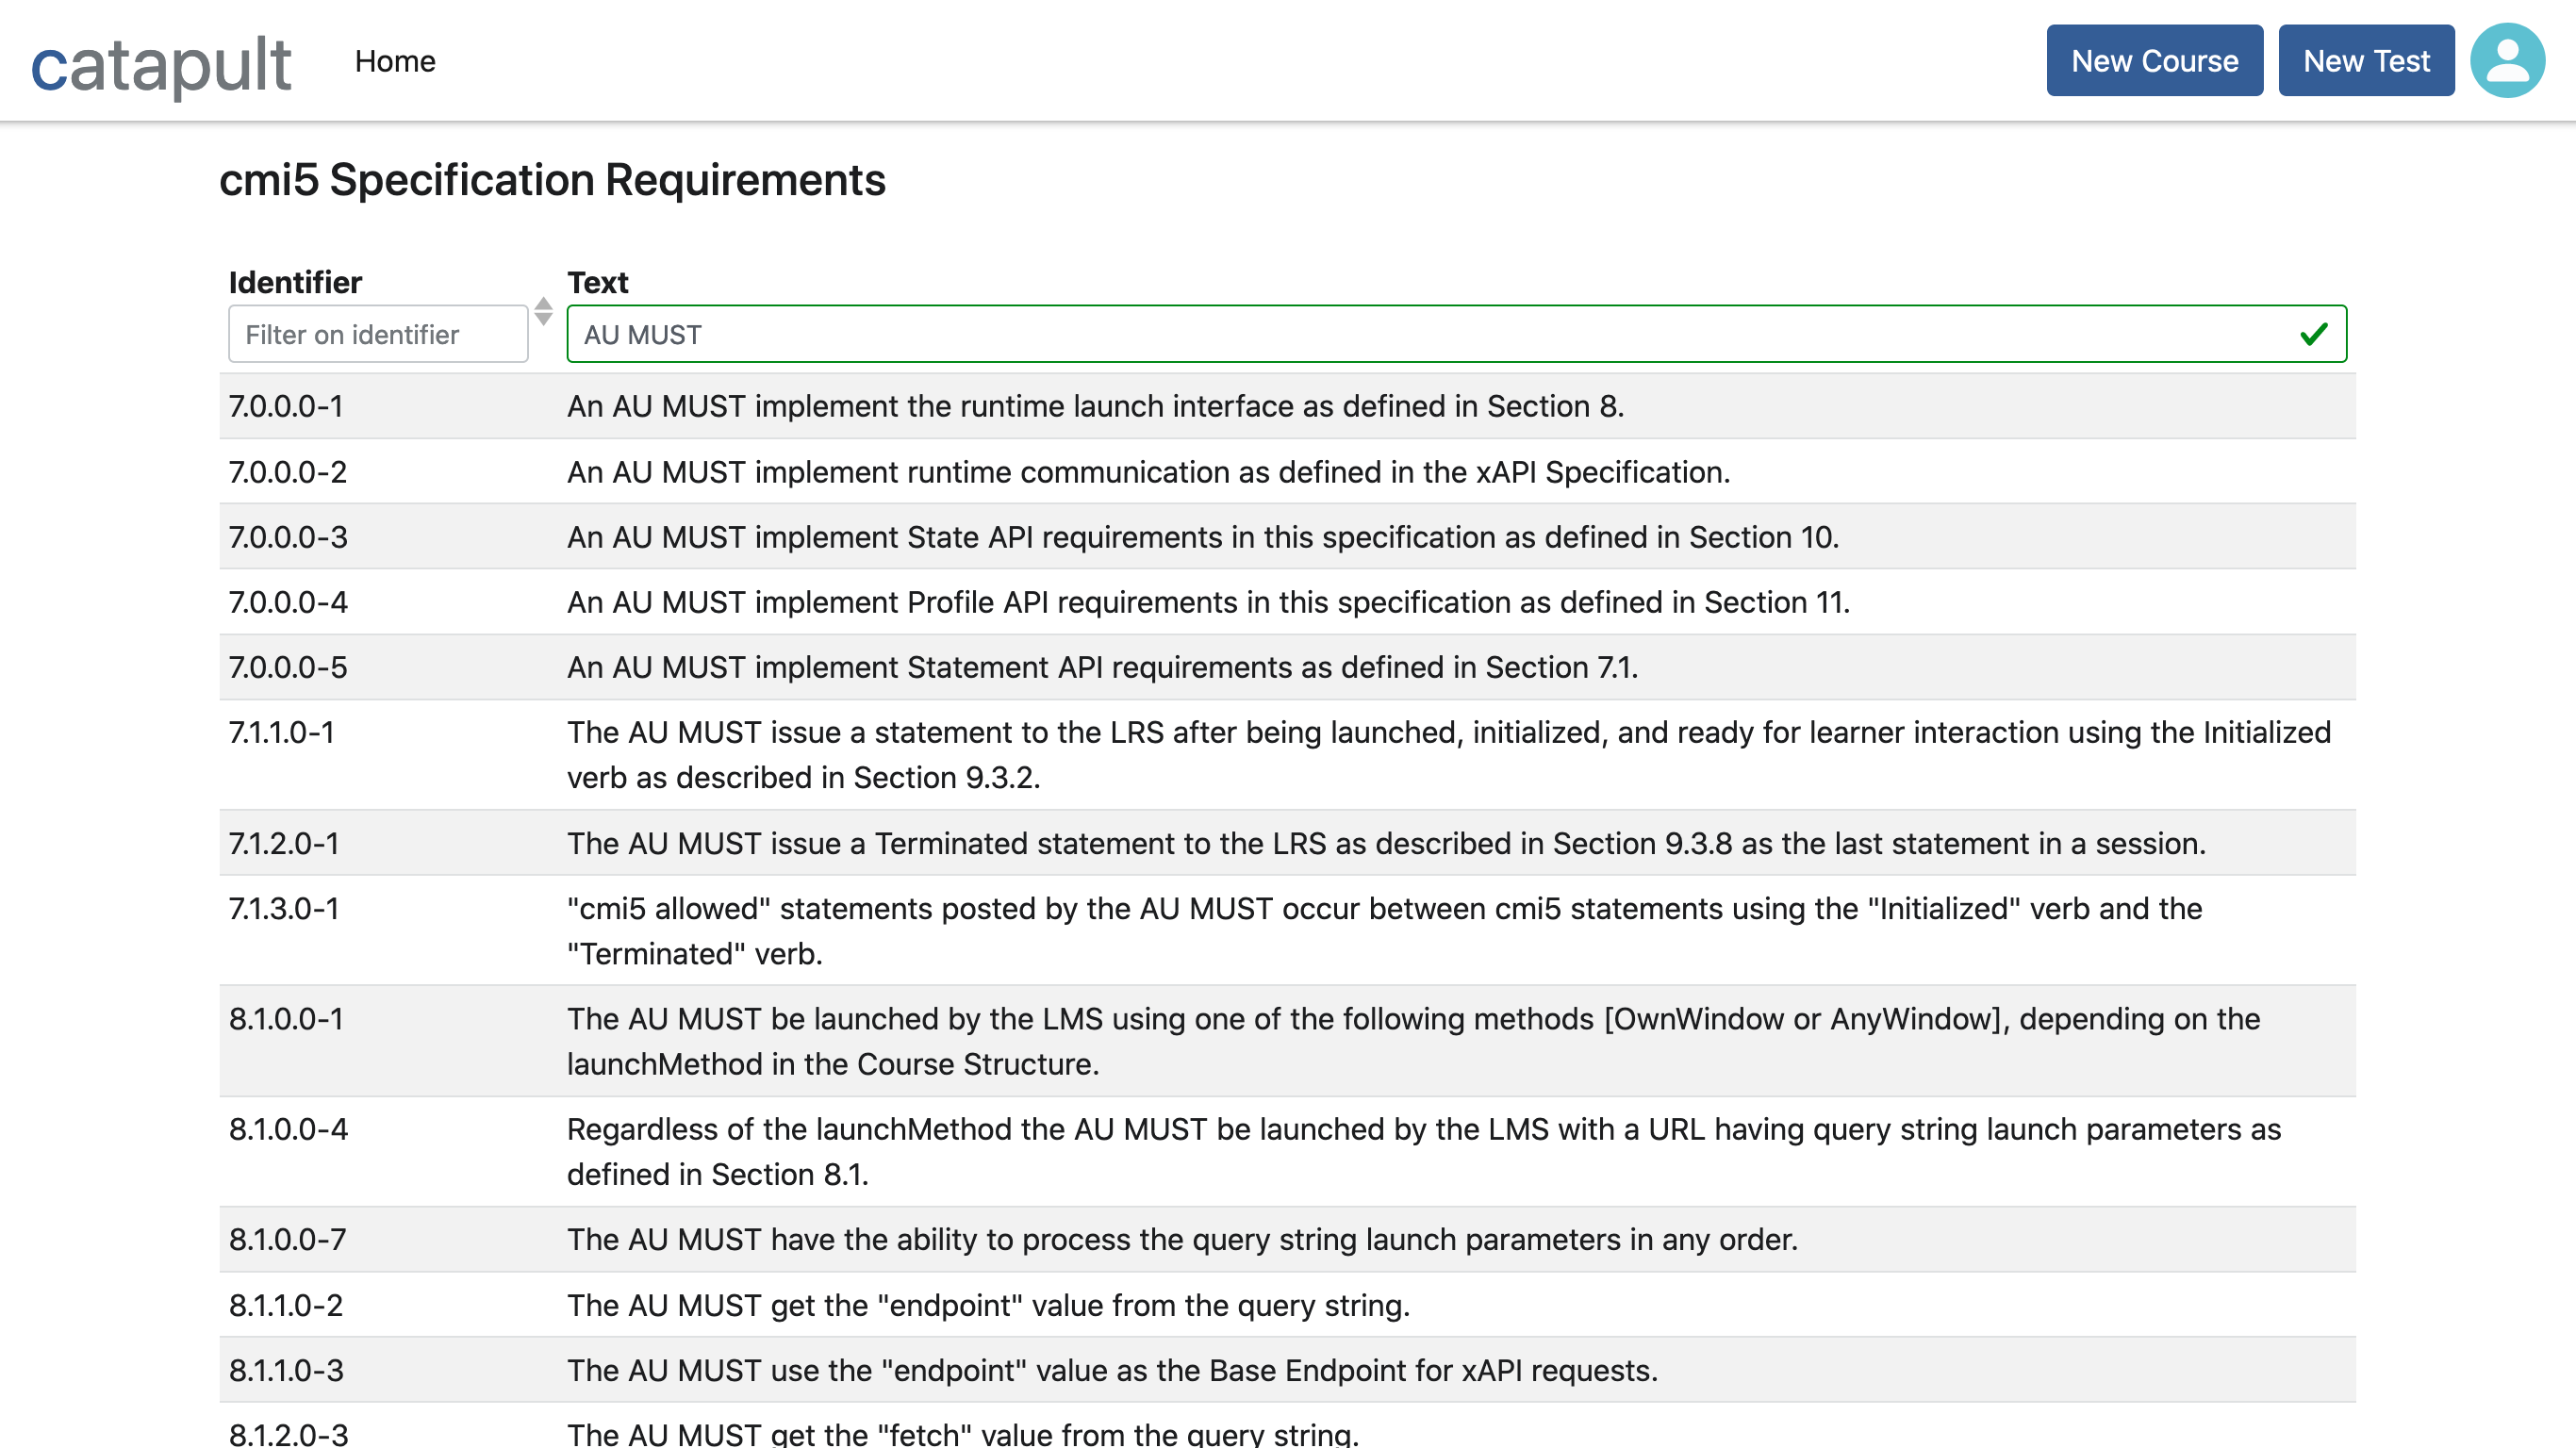 catapult Home New Course New Test
cmi5 Specification Requirements
Identifier Text
Filter on identifier AU MUST
7.0.0.0-1 An AU MUST implement the runtime launch interface as defined in Section 8.
7.0.0.0-2 An AU MUST implement runtime communication as defined in the xAPI Specification.
7.0.0.0-3 An AU MUST implement State API requirements in this specification as defined in Section 10.
7.0.0.0-4 An AU MUST implement Profile API requirements in this specification as defined in Section 11.
7.0.0.0-5 An AU MUST implement Statement API requirements as defined in Section 7.1.
7.1.1.0-1 The AU MUST issue a statement to the LRS after being launched, initialized, and ready for learner interaction using the Initialized
verb as described in Section 9.3.2.
7.1.2.0-1 The AU MUST issue a Terminated statement to the LRS as described in Section 9.3.8 as the last statement in a session.
7.1.3.0-1 "cmi5 allowed" statements posted by the AU MUST occur between cmi5 statements using the "Initialized" verb and the
"Terminated" verb.
8.1.0.0-1 The AU MUST be launched by the LMS using one of the following methods [OwnWindow or AnyWindow], depending on the
launchMethod in the Course Structure.
8.1.0.0-4 Regardless of the launchMethod the AU MUST be launched by the LMS with a URL having query string launch parameters as
defined in Section 8.1.
8.1.0.0-7 The AU MUST have the ability to process the query string launch parameters in any order.
8.1.1.0-2 The AU MUST get the "endpoint" value from the query string.
8.1.1.0-3 The AU MUST use the "endpoint" value as the Base Endpoint for xAPI requests.
8.1.2.0-3 The AU MUST get the "fetch" value from the query string.